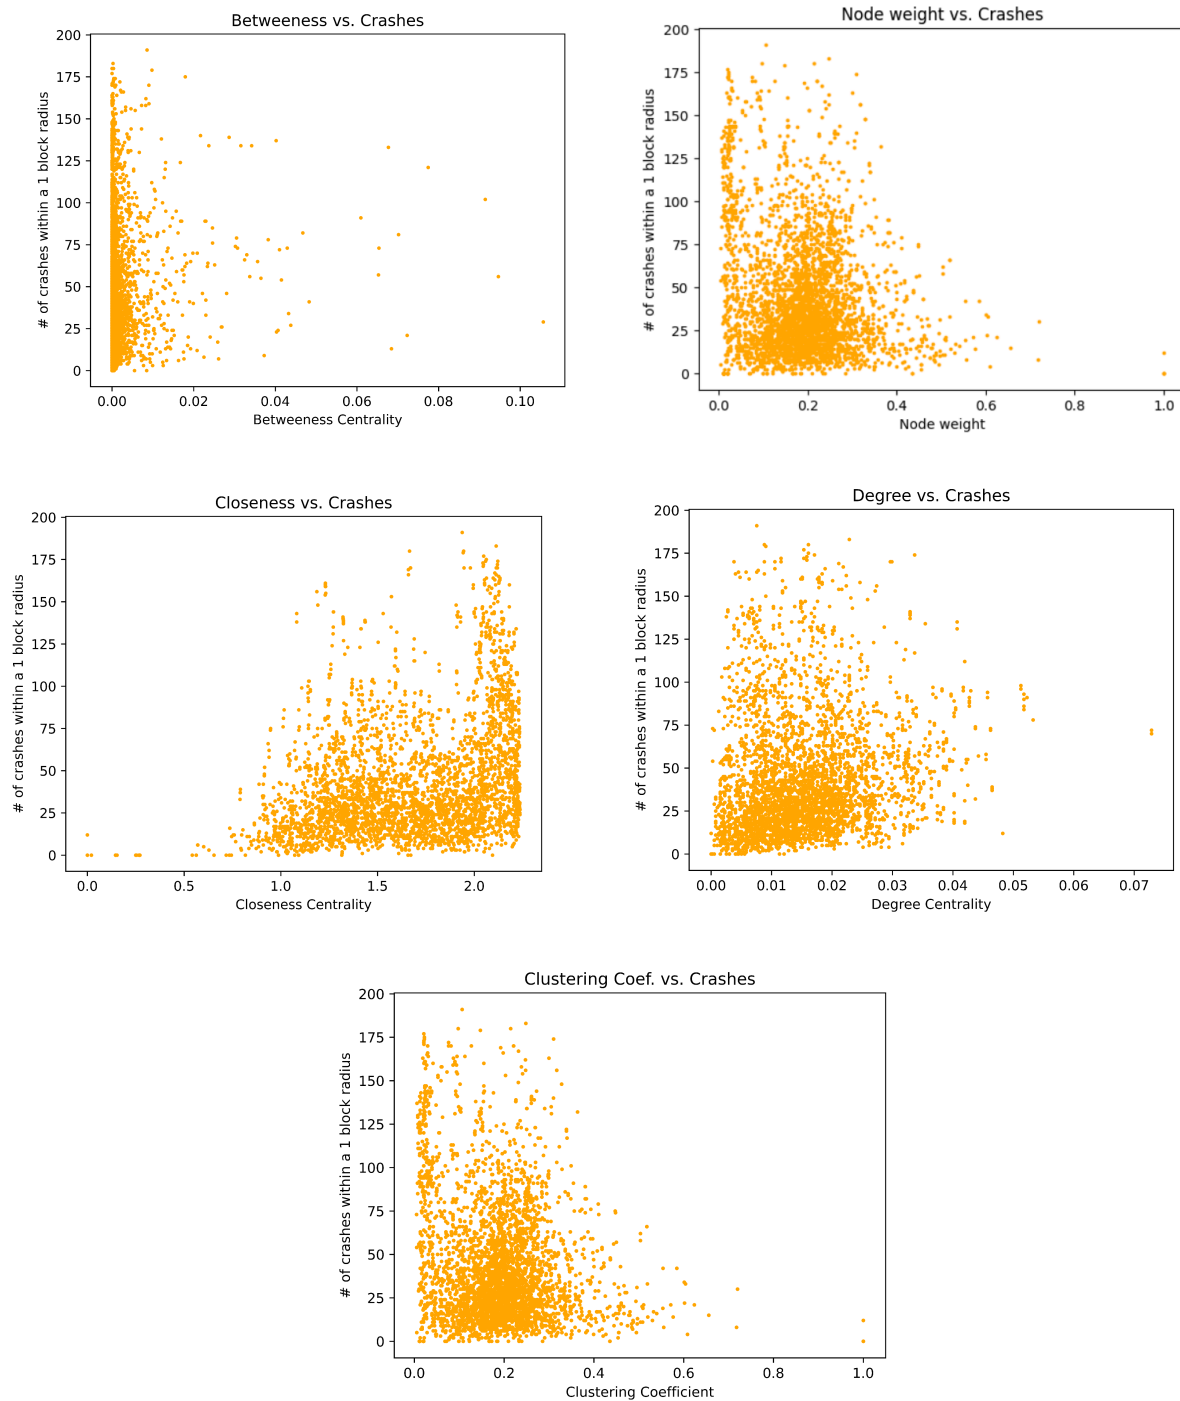 Betweeness vs. Crashes
# of crashes within a 1 block radius
200
175
150
125
100
75
50
25
0
0.00 0.02 0.04 0.06 0.08 0.10
Betweeness Centrality
Node weight vs. Crashes
# of crashes within a 1 block radius
200
175
150
125
100
75
50
25
0
0.0 0.2 0.4 0.6 0.8 1.0
Node weight
Closeness vs. Crashes
# of crashes within a 1 block radius
200
175
150
125
100
75
50
25
0
0.0 0.5 1.0 1.5 2.0
Closeness Centrality
Degree vs. Crashes
# of crashes within a 1 block radius
200
175
150
125
100
75
50
25
0
0.00 0.01 0.02 0.03 0.04 0.05 0.06 0.07
Degree Centrality
Clustering Coef. vs. Crashes
# of crashes within a 1 block radius
200
175
150
125
100
75
50
25
0
0.0 0.2 0.4 0.6 0.8 1.0
Clustering Coefficient